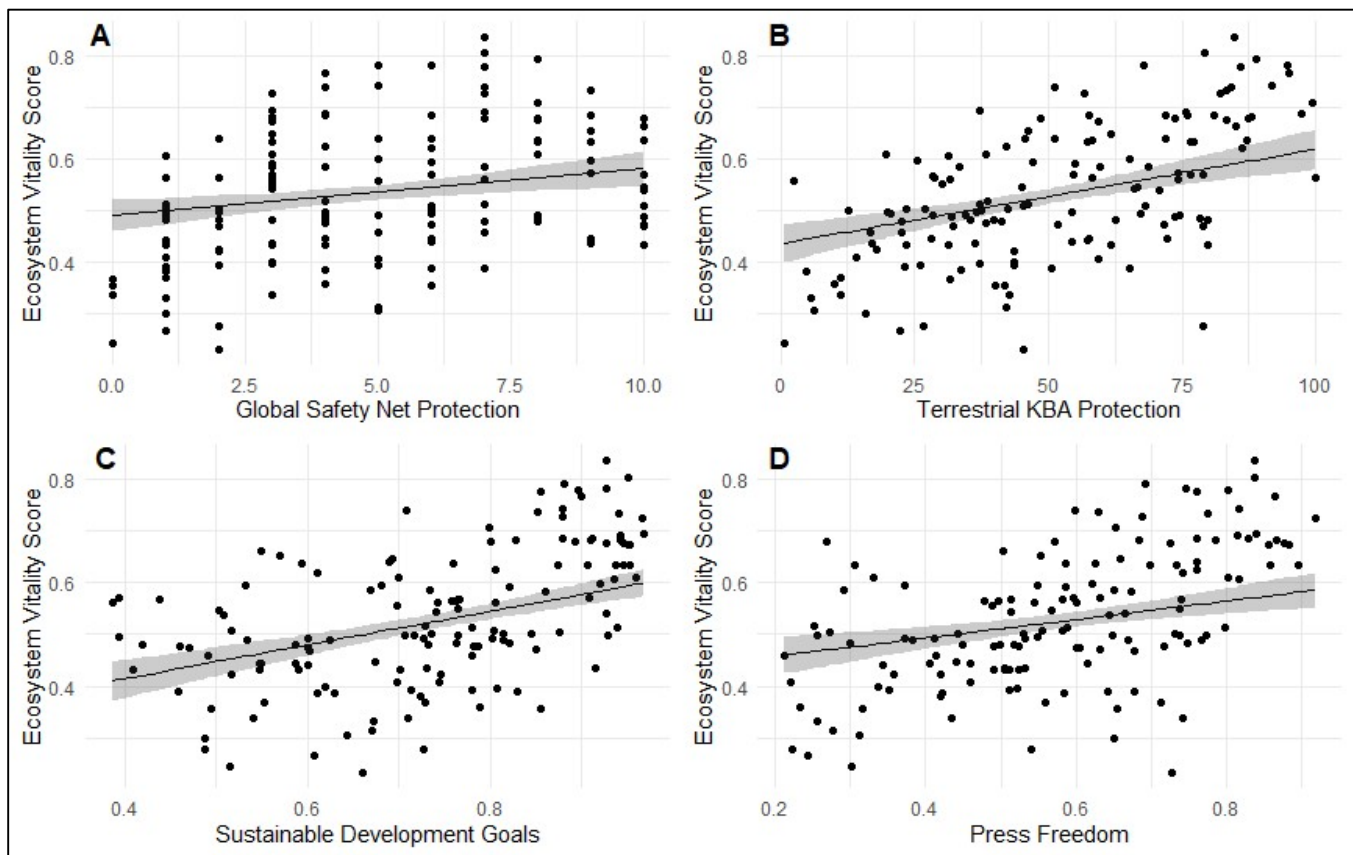 A
Ecosystem Vitality Score
0.8
0.6
0.4
0.0 2.5 5.0 7.5 10.0
Global Safety Net Protection
B
Ecosystem Vitality Score
0.8
0.6
0.4
0 25 50 75 100
Terrestrial KBA Protection
C
Ecosystem Vitality Score
0.8
0.6
0.4
0.4 0.6 0.8
Sustainable Development Goals
D
Ecosystem Vitality Score
0.8
0.6
0.4
0.2 0.4 0.6 0.8
Press Freedom